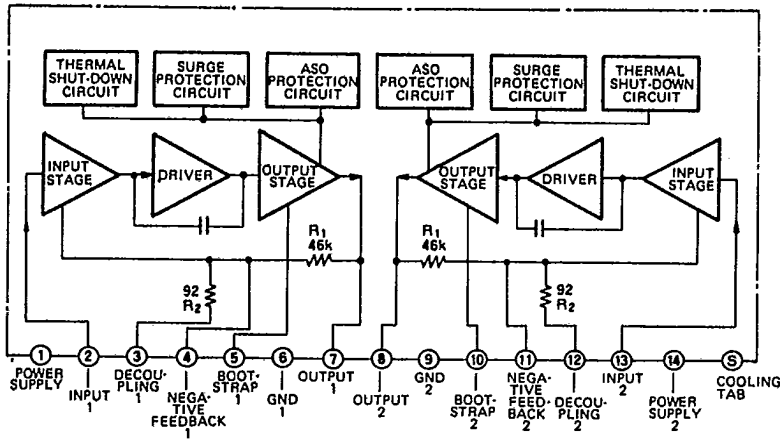 THERMAL
SHUT-DOWN
CIRCUIT
SURGE
PROTECTION
CIRCUIT
ASO
PROTECTION
CIRCUIT
ASO
PROTECTION
CIRCUIT
SURGE
PROTECTION
CIRCUIT
THERMAL
SHUT-DOWN
CIRCUIT
INPUT
STAGE
DRIVER
OUTPUT
STAGE
OUTPUT
STAGE
DRIVER
INPUT
STAGE
R1
46k
R1
46k
92
R2
92
R2
1
2
3
4
5
6
7
8
9
10
11
12
13
14
S
POWER
SUPPLY
INPUT
1
DECOU-
PLING 1
NEGA-
TIVE
FEEDBACK
1
BOOT-
STRAP
1
GND
1
OUTPUT
1
OUTPUT
2
GND
2
BOOT-
STRAP
2
NEGA-
TIVE
FEED-
BACK 2
DECOU-
PLING
2
INPUT
2
POWER
SUPPLY
2
COOLING
TAB